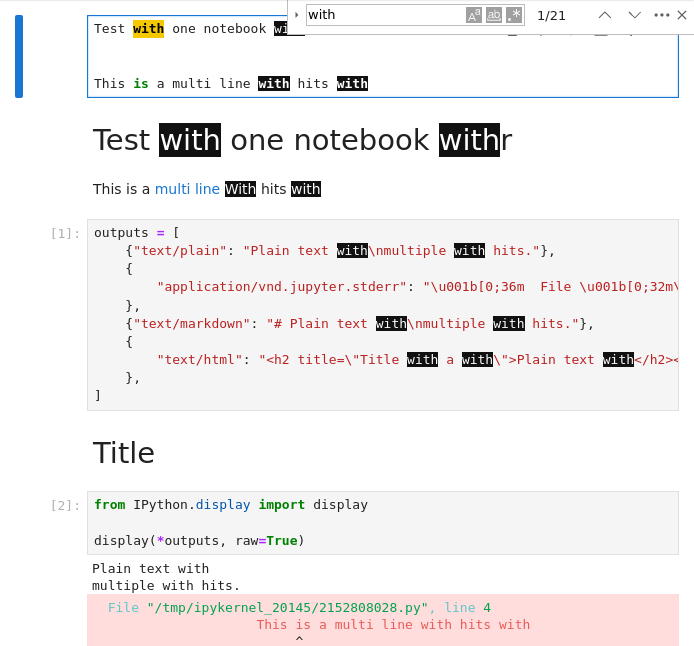 with
1/21
Test with one notebook wi
This is a multi line with hits with
Test with one notebook withr
This is a multi line With hits with
[1]:
outputs = [
    {"text/plain": "Plain text with\nmultiple with hits."},
    {
        "application/vnd.jupyter.stderr": "\u001b[0;36m  File \u001b[0;32m\
    },
    {"text/markdown": "# Plain text with\nmultiple with hits."},
    {
        "text/html": "<h2 title=\"Title with a with\">Plain text with</h2><
    },
]
Title
[2]:
from IPython.display import display
display(*outputs, raw=True)
Plain text with
multiple with hits.
  File "/tmp/ipykernel_20145/2152808028.py", line 4
    This is a multi line with hits with
         ^